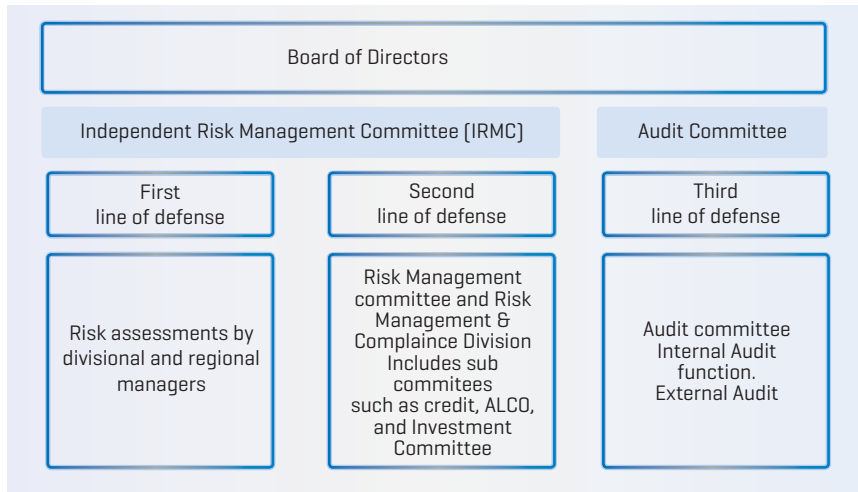 Board of Directors
Independent Risk Management Committee (IRMC)
Audit Committee
First
line of defense
Second
line of defense
Third
line of defense
Risk assessments by
divisional and regional
managers
Risk Management
committee and Risk
Management &
Complaince Division
Includes sub
commitees
such as credit, ALCO,
and Investment
Committee
Audit committee
Internal Audit
function.
External Audit